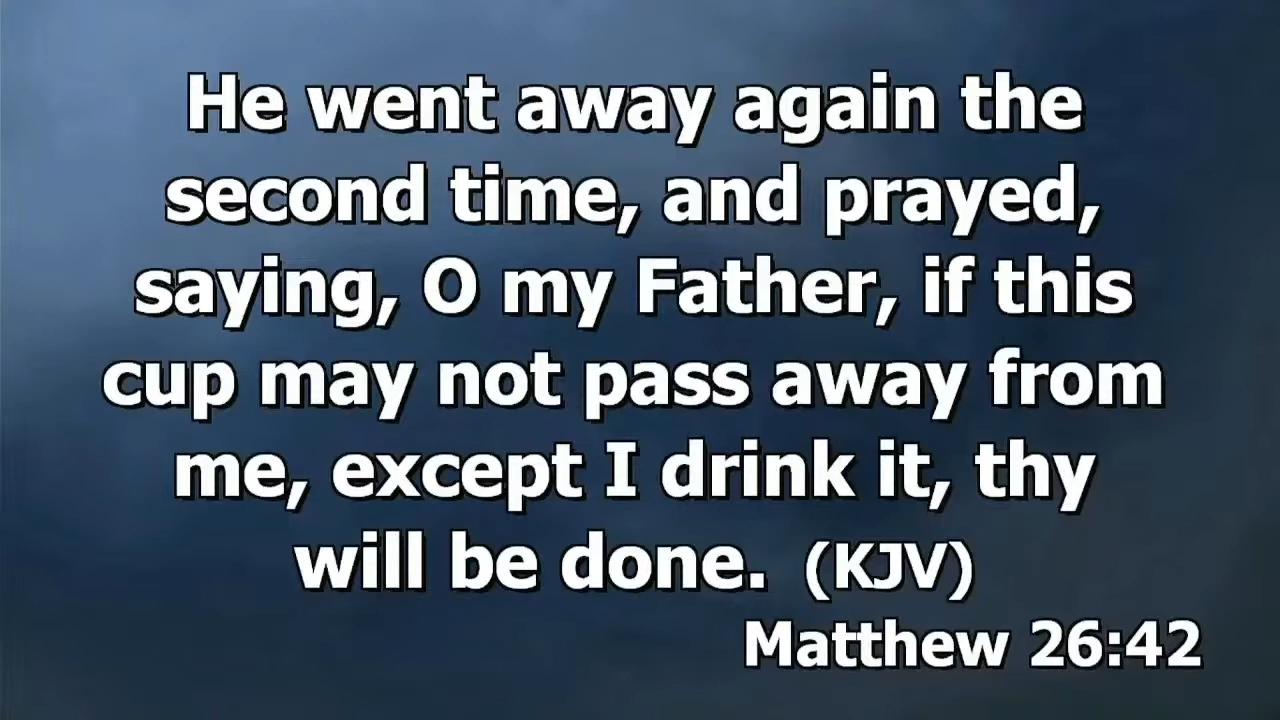 He went away again the
second time, and prayed,
saying, O my Father, if this
cup may not pass away from
me, except I drink it, thy
will be done. (KJV)
Matthew 26:42